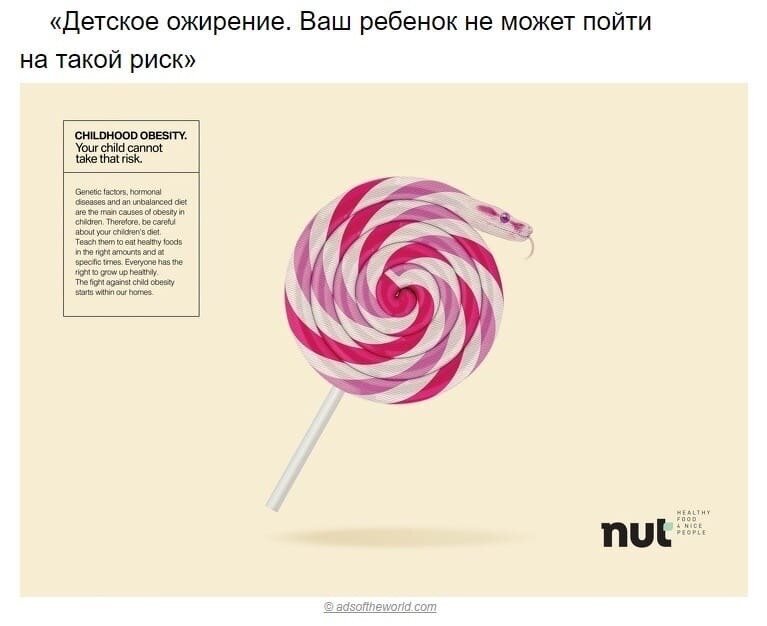 «Детское ожирение. Ваш ребенок не может пойти
на такой риск»
CHILDHOOD OBESITY.
Your child cannot
take that risk.
Genetic factors, hormonal
diseases and an unbalanced diet
are the main causes of obesity in
children. Therefore, be careful
about your children's diet.
Teach them to eat healthy foods
in the right amounts and at
specific times. Everyone has the
right to grow up healthily.
The fight against child obesity
starts within our homes.
nut
HEALTHY
FOOD
4 NICE
PEOPLE
© adsoftheworld.com